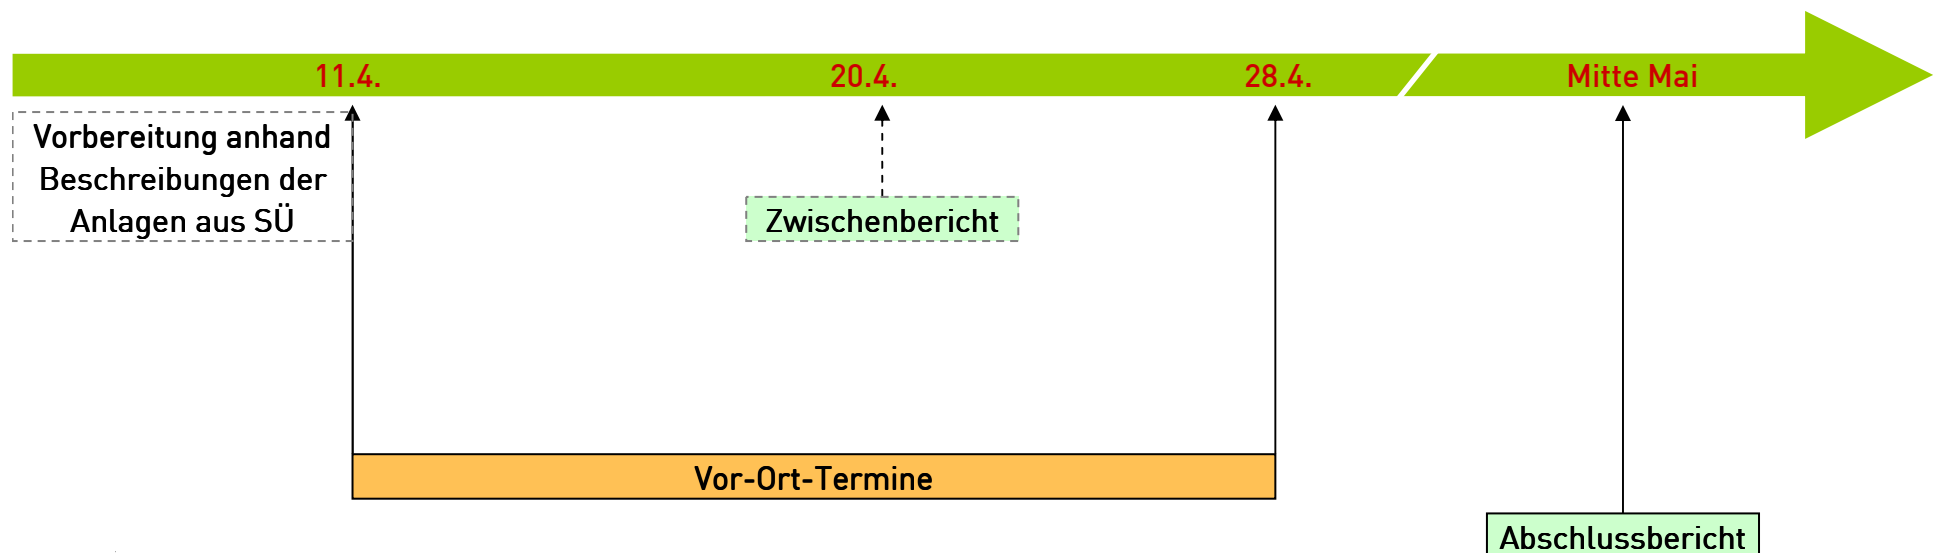 11.4.
20.4.
28.4.
Mitte Mai
Vorbereitung anhand
Beschreibungen der
Anlagen aus SÜ
Zwischenbericht
Vor-Ort-Termine
Abschlussbericht